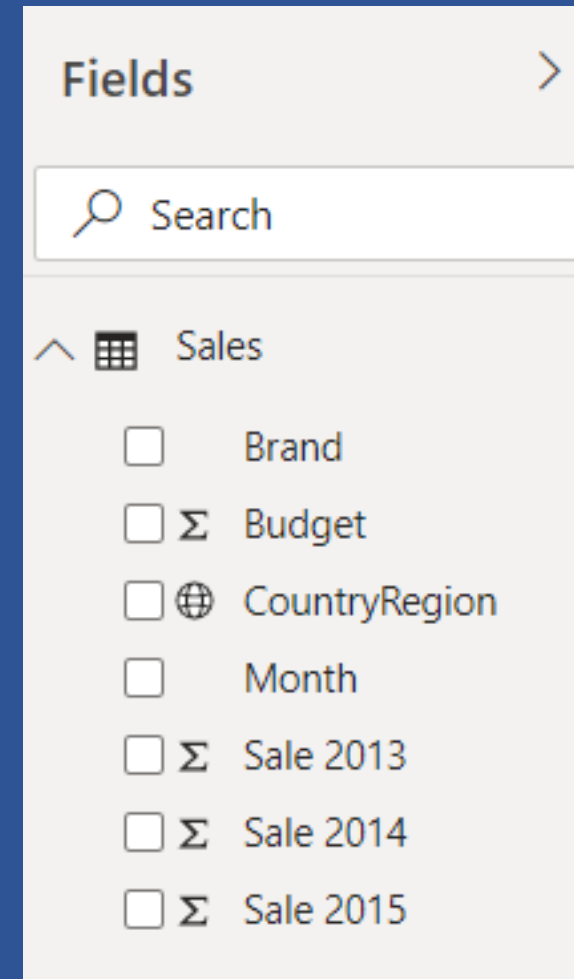 Fields
Search
Sales
Brand
Σ Budget
CountryRegion
Month
Σ Sale 2013
Σ Sale 2014
Σ Sale 2015